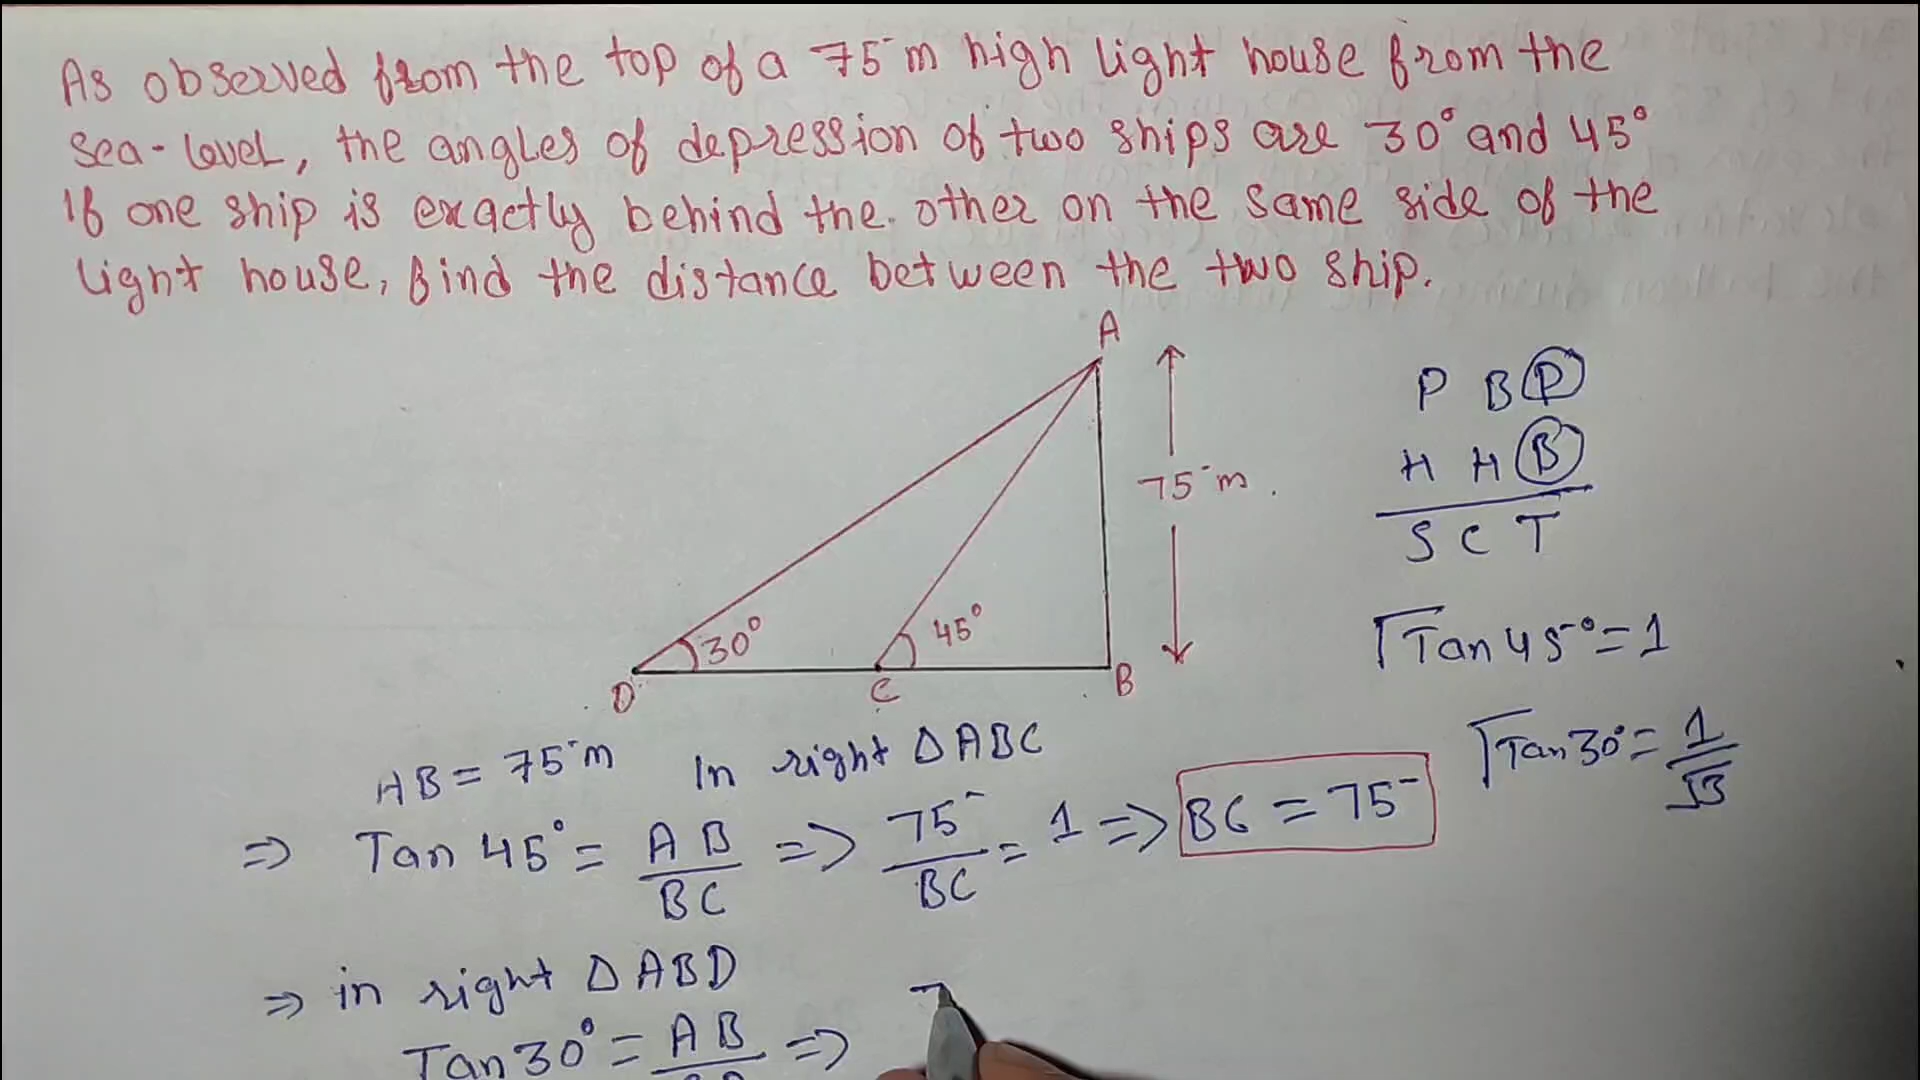 As observed from the top of a 75 m high light house from the
sea-level, the angles of depression of two ships are 30° and 45°
If one ship is exactly behind the other on the same side of the
light house, find the distance between the two ship.
A
75 m.
P B P
H H B
S C T
30°
45°
D
C
B
Tan 45° = 1
Tan 30° = 1/√3
AB = 75 m In right △ABC
=> Tan 45° = AB/BC => 75/BC = 1 => BC = 75
=> in right △ABD
Tan 30° = AB =>